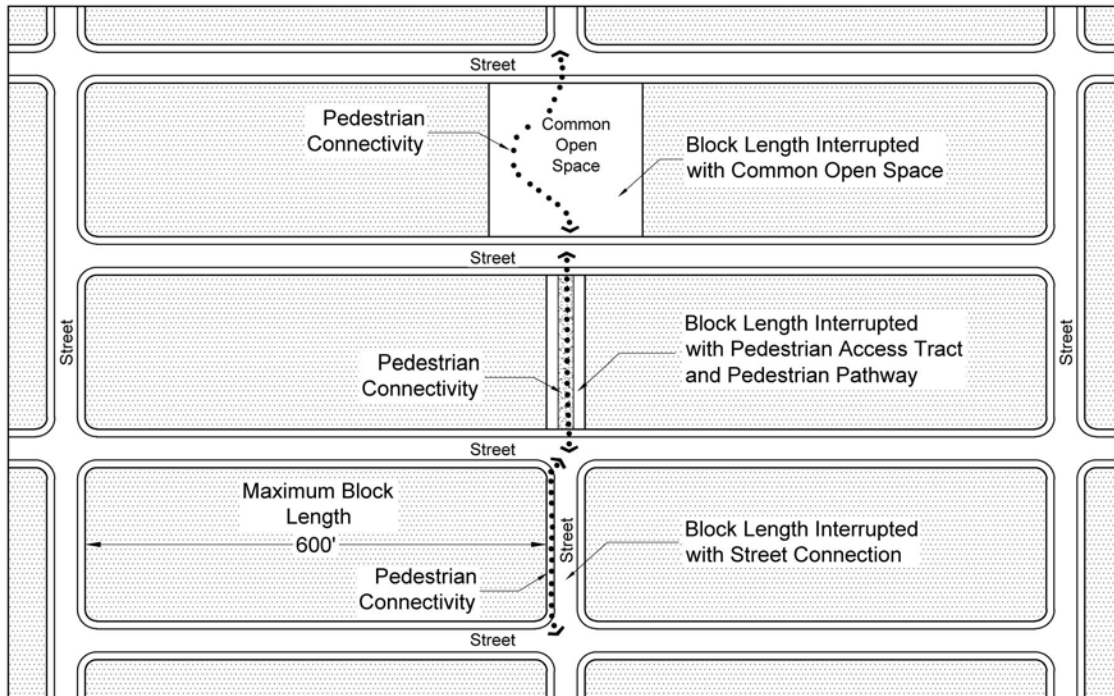 Street
Pedestrian
Connectivity
Common
Open
Space
Block Length Interrupted
with Common Open Space
Street
Street
Street
Pedestrian
Connectivity
Block Length Interrupted
with Pedestrian Access Tract
and Pedestrian Pathway
Street
Maximum Block
Length
600'
Street
Block Length Interrupted
with Street Connection
Pedestrian
Connectivity
Street